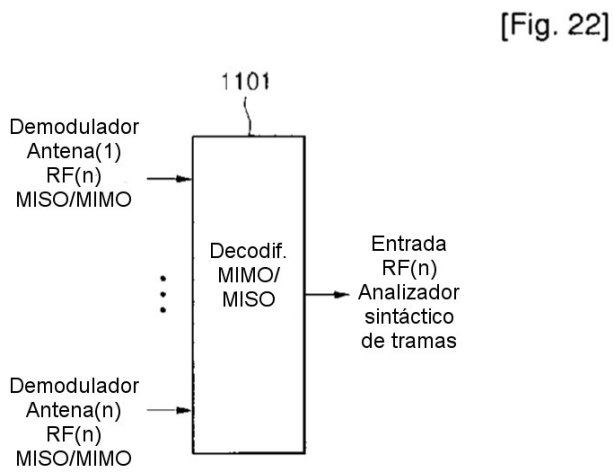 [Fig. 22]
1101
Demodulador
Antena(1)
RF(n)
MISO/MIMO
Decodif.
MIMO/
MISO
Entrada
RF(n)
Analizador
sintáctico
de tramas
Demodulador
Antena(n)
RF(n)
MISO/MIMO